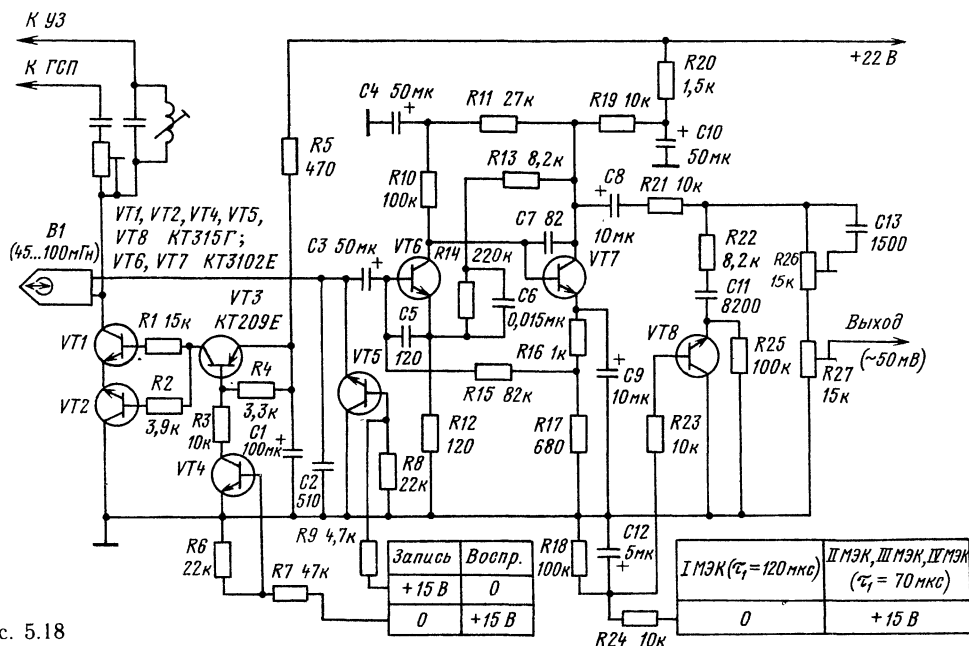 К УЗ
К ГСП
+22 В
R20
1,5к
C4 50мк
+
R11 27к
R19 10к
+ C10
50мк
R5
470
R13 8,2к
R10
100к
C8
+
10мк
R21 10к
C7 82
VT1, VT2, VT4, VT5,
VT8 КТ315Г;
VT6, VT7 КТ3102Е
B1
(45...100мГн)
C3 50мк
+
VT6
R14
220к
VT7
R22
8,2к
C11
8200
R26
15к
C13
1500
VT3
КТ209Е
C6
0,015мк
VT1
R1 15к
C5
120
VT5
R16 1к
VT8
R25
100к
Выход
(~50мВ)
R27
15к
VT2
R2
3,9к
R4
3,3к
R3
10к
C1
100мк
+
R15 82к
C9
10мк
R12
120
R17
680
R23
10к
VT4
C2
510
R8
22к
R9 4,7к
C12
5мк
+
R6
22к
R7 47к
R18
100к
R24 10к
Запись Воспр.
+15 В 0
0 +15 В
I МЭК (τ₁=120мкс) II МЭК, III МЭК, IV МЭК
(τ₁ = 70 мкс)
0 +15 В
с. 5.18